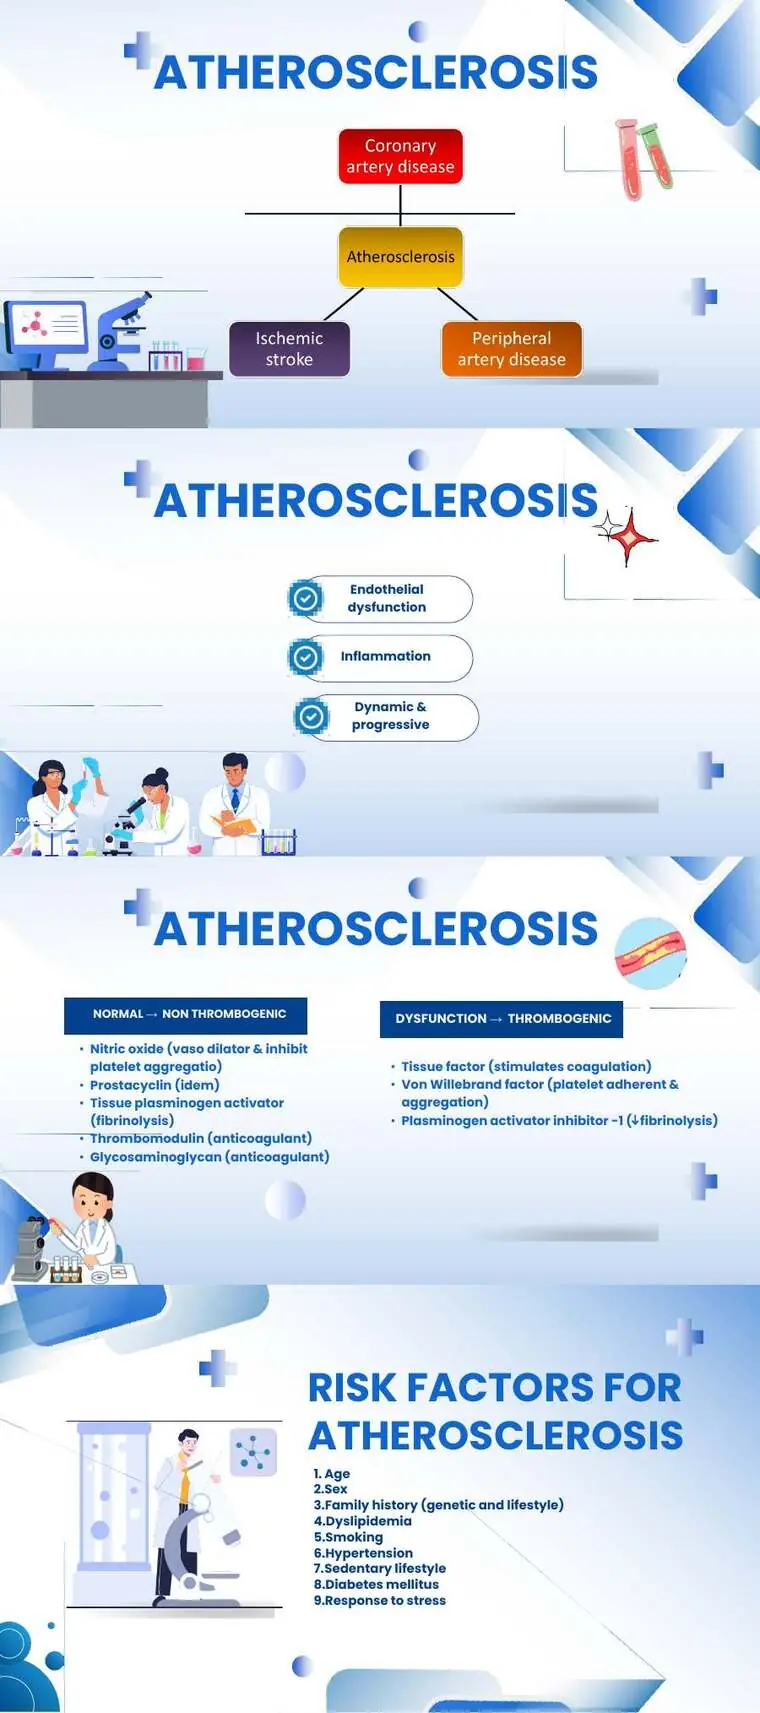 ATHEROSCLEROSIS
Coronary
artery disease
Atherosclerosis
Ischemic
stroke
Peripheral
artery disease
ATHEROSCLEROSIS
Endothelial
dysfunction
Inflammation
Dynamic &
progressive
ATHEROSCLEROSIS
NORMAL → NON THROMBOGENIC
• Nitric oxide (vaso dilator & inhibit
platelet aggregatio)
• Prostacyclin (idem)
• Tissue plasminogen activator
(fibrinolysis)
• Thrombomodulin (anticoagulant)
• Glycosaminoglycan (anticoagulant)
DYSFUNCTION → THROMBOGENIC
• Tissue factor (stimulates coagulation)
• Von Willebrand factor (platelet adherent &
aggregation)
• Plasminogen activator inhibitor -1 (↓fibrinolysis)
RISK FACTORS FOR
ATHEROSCLEROSIS
1. Age
2.Sex
3.Family history (genetic and lifestyle)
4.Dyslipidemia
5.Smoking
6.Hypertension
7.Sedentary lifestyle
8.Diabetes mellitus
9.Response to stress